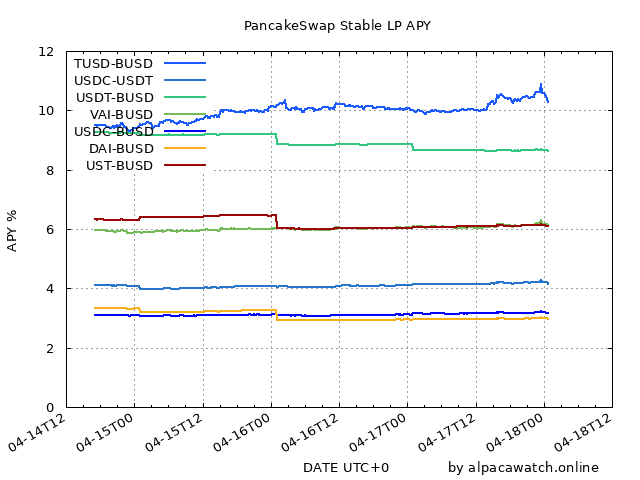 PancakeSwap Stable LP APY
12
10
8
6
4
2
0
APY %
TUSD-BUSD
USDC-USDT
USDT-BUSD
VAI-BUSD
USDC-BUSD
DAI-BUSD
UST-BUSD
04-14T12
04-15T00
04-15T12
04-16T00
04-16T12
04-17T00
04-17T12
04-18T00
04-18T12
DATE UTC+0
by alpacawatch.online